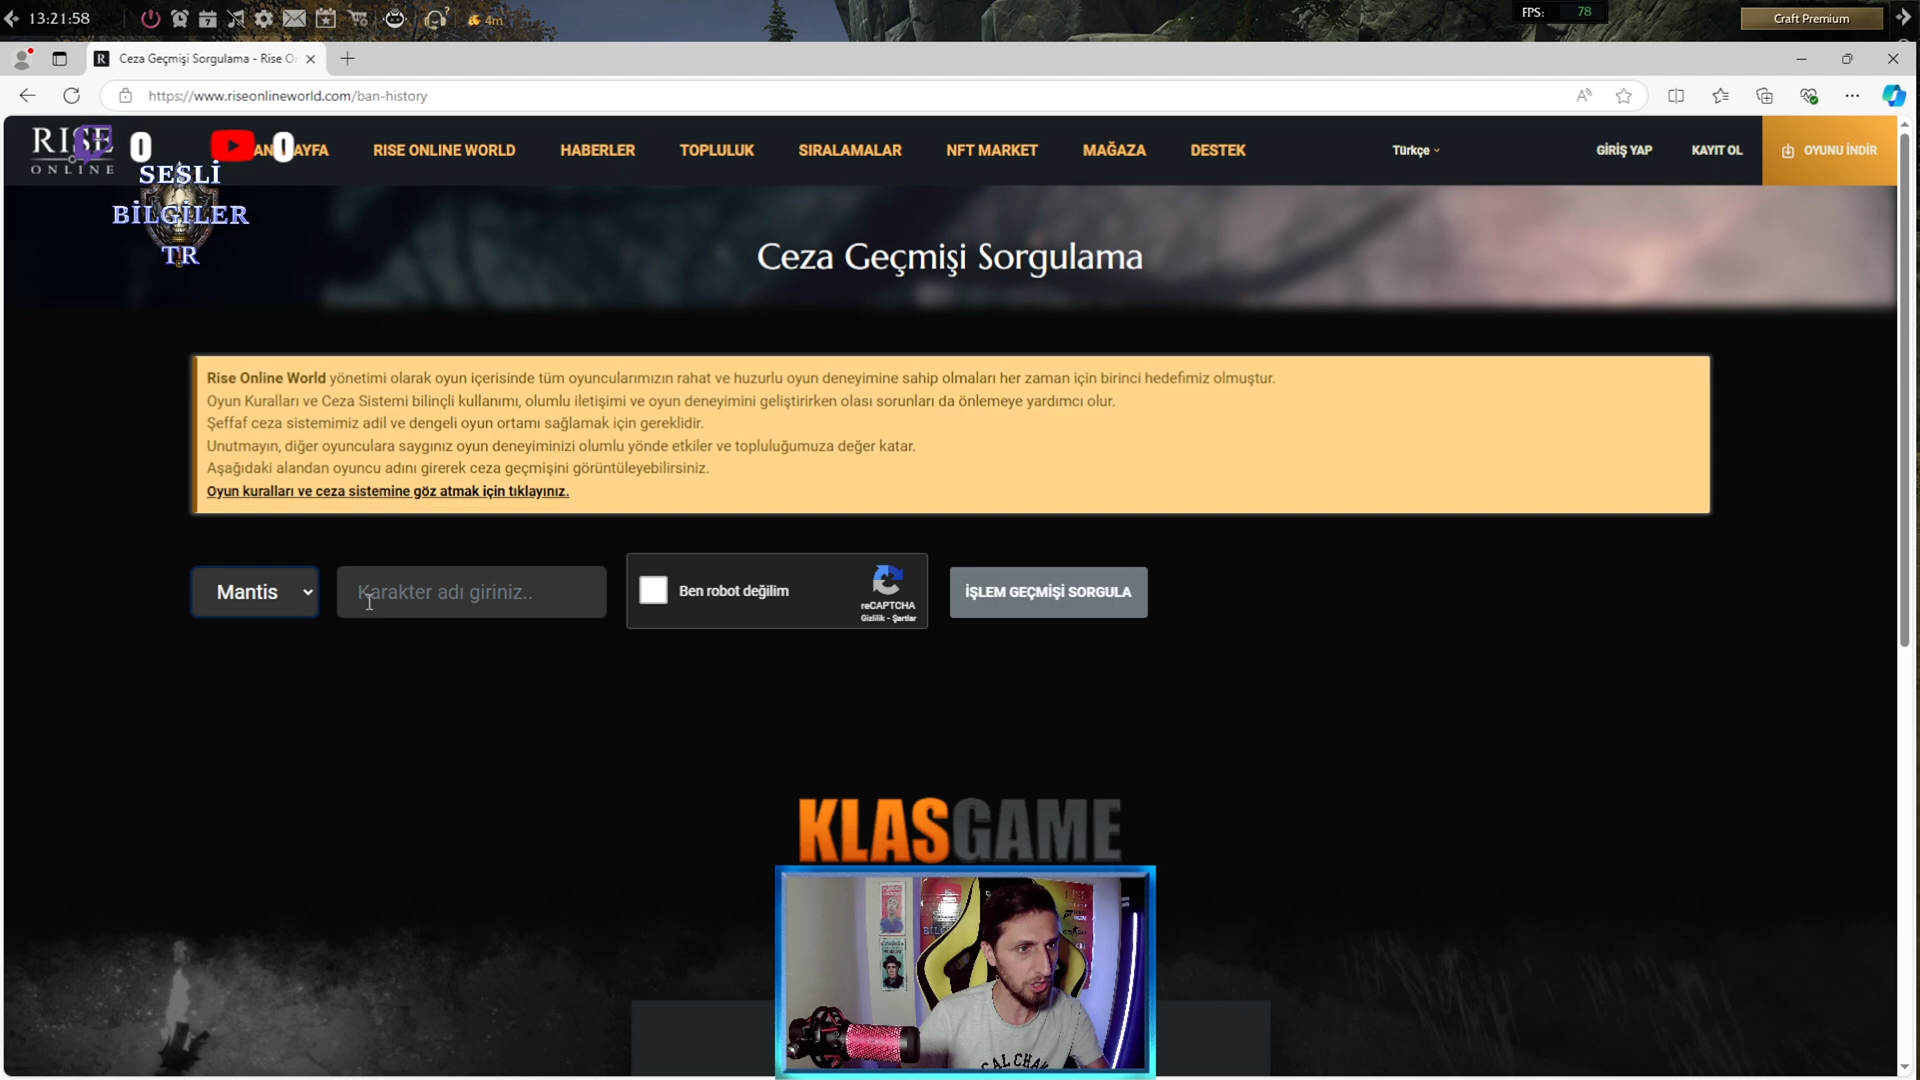 13:21:58
4m
FPS: 78
Craft Premium
Ceza Geçmişi Sorgulama - Rise O
https://www.riseonlineworld.com/ban-history
RISE
ONLINE
0
0
AYFA
RISE ONLINE WORLD
HABERLER
TOPLULUK
SIRALAMALAR
NFT MARKET
MAĞAZA
DESTEK
Türkçe
GİRİŞ YAP
KAYIT OL
OYUNU İNDİR
SESLİ
BİLGİLER
TR
Ceza Geçmişi Sorgulama
Rise Online World yönetimi olarak oyun içerisinde tüm oyuncularımızın rahat ve huzurlu oyun deneyimine sahip olmaları her zaman için birinci hedefimiz olmuştur.
Oyun Kuralları ve Ceza Sistemi bilinçli kullanımı, olumlu iletişimi ve oyun deneyimini geliştirirken olası sorunları da önlemeye yardımcı olur.
Şeffaf ceza sistemimiz adil ve dengeli oyun ortamı sağlamak için gereklidir.
Unutmayın, diğer oyunculara saygınız oyun deneyiminizi olumlu yönde etkiler ve topluluğumuza değer katar.
Aşağıdaki alandan oyuncu adını girerek ceza geçmişini görüntüleyebilirsiniz.
Oyun kuralları ve ceza sistemine göz atmak için tıklayınız.
Mantis
Karakter adı giriniz..
Ben robot değilim
reCAPTCHA
Gizlilik - Şartlar
İŞLEM GEÇMİŞİ SORGULA
KLASGAME